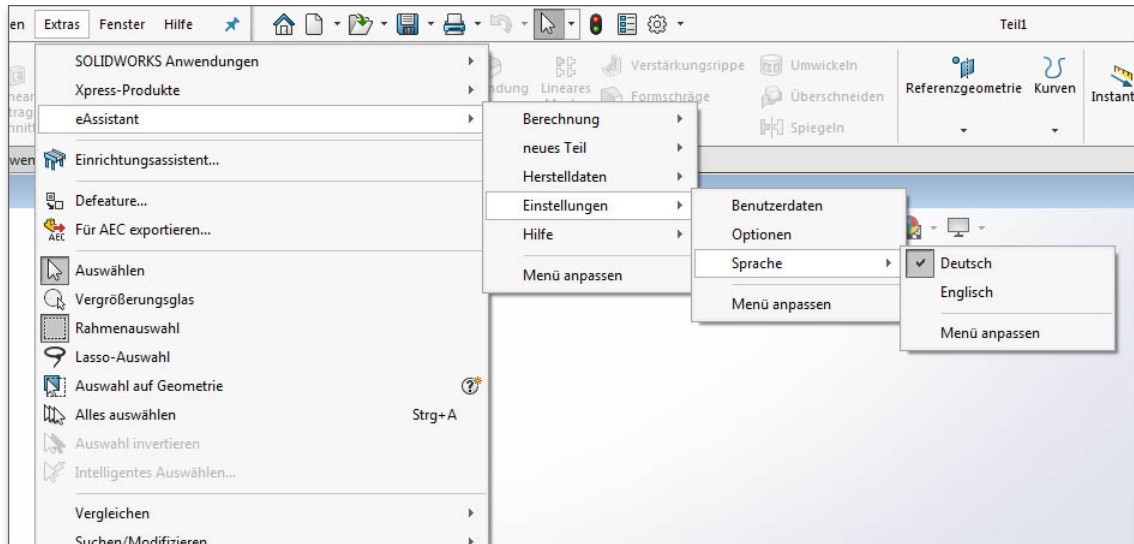 en Extras Fenster Hilfe Teil1
SOLIDWORKS Anwendungen
Xpress-Produkte
eAssistant
Einrichtungsassistent...
Defeature...
AEC Für AEC exportieren...
Auswählen
Vergrößerungsglas
Rahmenauswahl
Lasso-Auswahl
Auswahl auf Geometrie
Alles auswählen Strg+A
Auswahl invertieren
Intelligentes Auswählen...
Vergleichen
Suchen/Modifizieren
Berechnung
neues Teil
Herstelldaten
Einstellungen
Hilfe
Menü anpassen
Benutzerdaten
Optionen
Sprache
Menü anpassen
Deutsch
Englisch
Menü anpassen
Lineares
Verstärkungsrippe
Formschräge
Umwickeln
Überschneiden
Spiegeln
Referenzgeometrie
Kurven
Instant